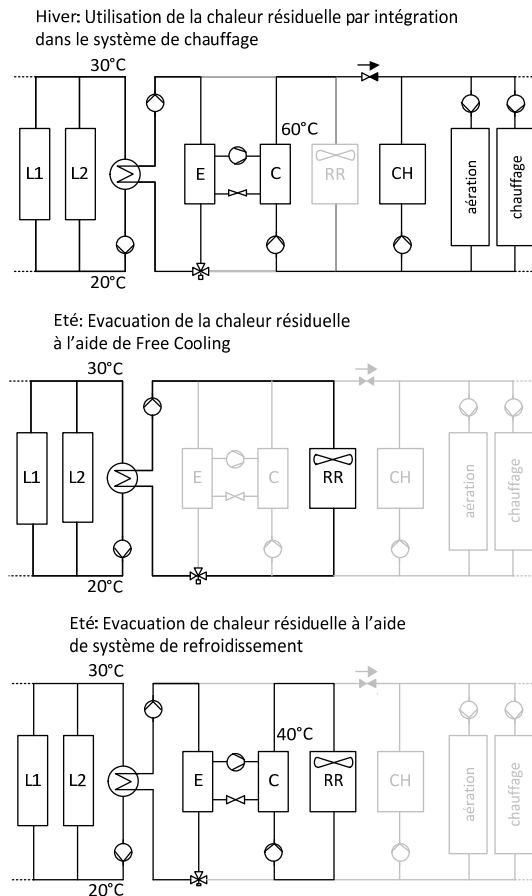 Hiver: Utilisation de la chaleur résiduelle par intégration
dans le système de chauffage
30°C
60°C
L1
L2
E
C
RR
CH
aération
chauffage
20°C
Eté: Evacuation de la chaleur résiduelle
à l’aide de Free Cooling
30°C
L1
L2
E
C
RR
CH
aération
chauffage
20°C
Eté: Evacuation de chaleur résiduelle à l’aide
de système de refroidissement
30°C
40°C
L1
L2
E
C
RR
CH
aération
chauffage
20°C